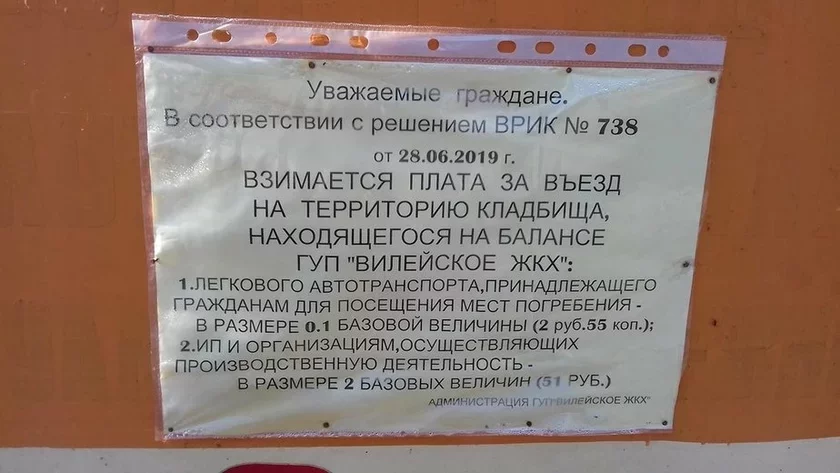 Уважаемые граждане.
В соответствии с решением ВРИК № 738
от 28.06.2019 г.
ВЗИМАЕТСЯ ПЛАТА ЗА ВЪЕЗД
НА ТЕРРИТОРИЮ КЛАДБИЩА,
НАХОДЯЩЕГОСЯ НА БАЛАНСЕ
ГУП "ВИЛЕЙСКОЕ ЖКХ":
1.ЛЕГКОВОГО АВТОТРАНСПОРТА,ПРИНАДЛЕЖАЩЕГО
ГРАЖДАНАМ ДЛЯ ПОСЕЩЕНИЯ МЕСТ ПОГРЕБЕНИЯ -
В РАЗМЕРЕ 0.1 БАЗОВОЙ ВЕЛИЧИНЫ (2 руб.55 коп.);
2.ИП И ОРГАНИЗАЦИЯМ,ОСУЩЕСТВЛЯЮЩИХ
ПРОИЗВОДСТВЕННУЮ ДЕЯТЕЛЬНОСТЬ -
В РАЗМЕРЕ 2 БАЗОВЫХ ВЕЛИЧИН (51 РУБ.)
АДМИНИСТРАЦИЯ ГУП"ВИЛЕЙСКОЕ ЖКХ"